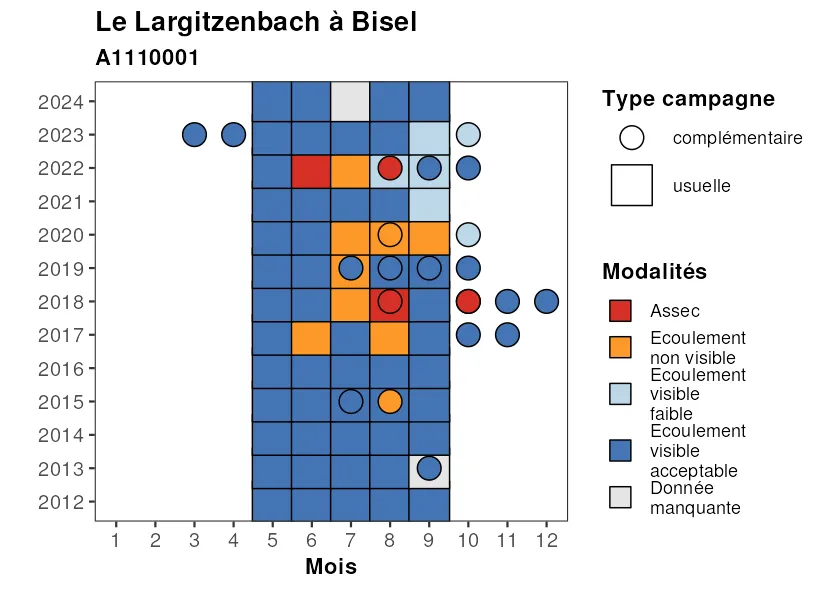 Le Largitzenbach à Bisel
A1110001
2024
2023
2022
2021
2020
2019
2018
2017
2016
2015
2014
2013
2012
1 2 3 4 5 6 7 8 9 10 11 12
Mois
Type campagne
complémentaire
usuelle
Modalités
Assec
Ecoulement
non visible
Ecoulement
visible
faible
Ecoulement
visible
acceptable
Donnée
manquante